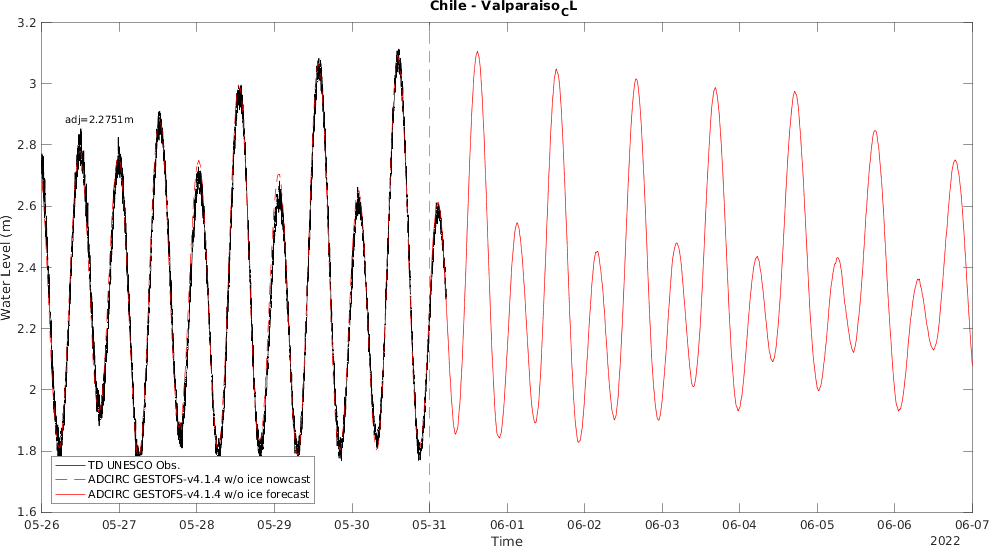 Chile - Valparaiso_CL
3.2
3
2.8
2.6
2.4
2.2
2
1.8
1.6
Water Level (m)
adj=2.2751m
TD UNESCO Obs.
ADCIRC GESTOFS-v4.1.4 w/o ice nowcast
ADCIRC GESTOFS-v4.1.4 w/o ice forecast
05-26 05-27 05-28 05-29 05-30 05-31 06-01 06-02 06-03 06-04 06-05 06-06 06-07
Time
2022